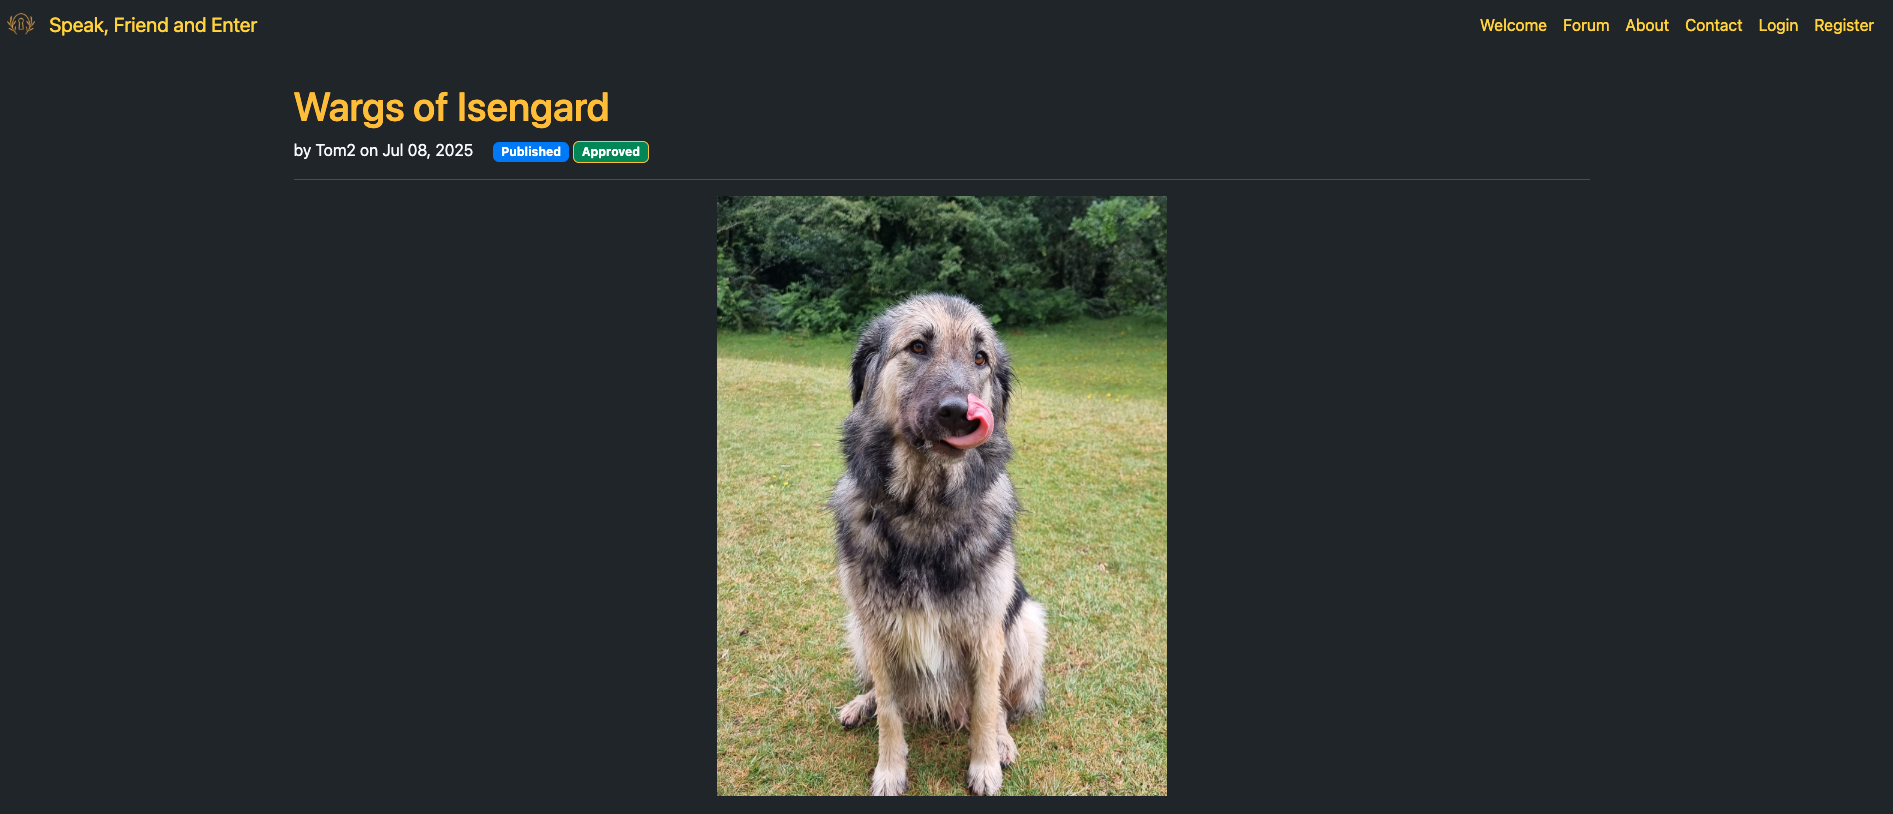 Speak, Friend and Enter
Welcome Forum About Contact Login Register
Wargs of Isengard
by Tom2 on Jul 08, 2025 Published Approved